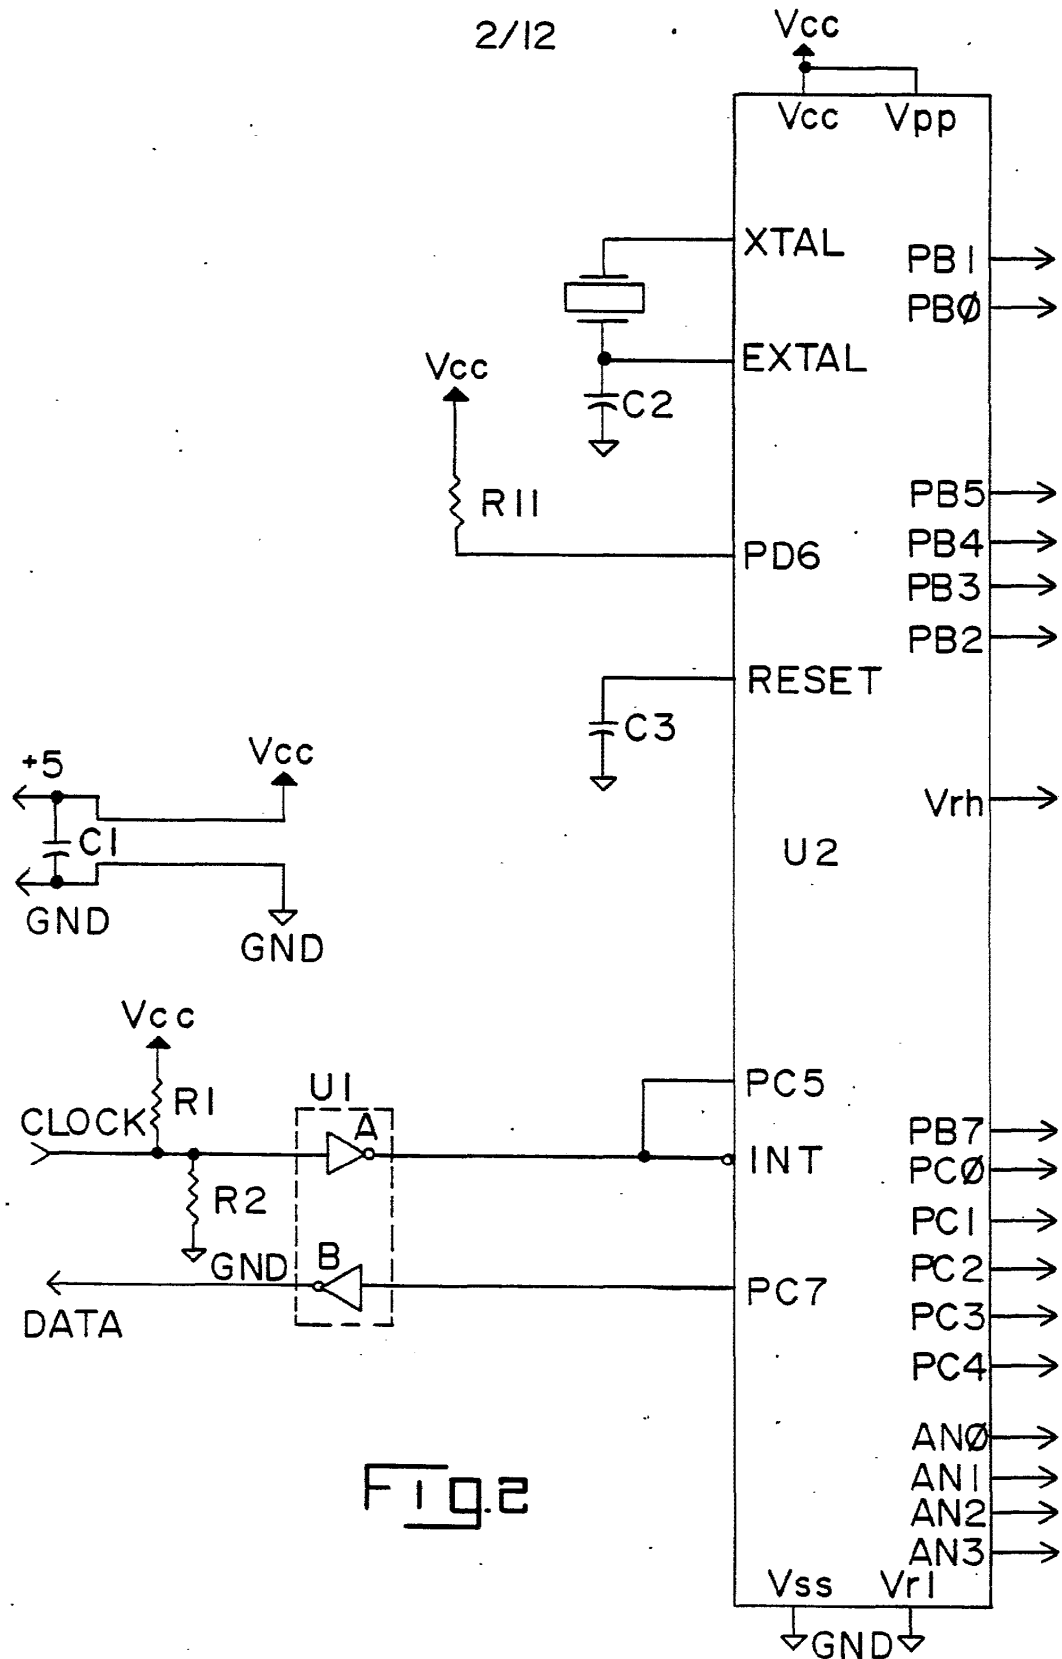 2/12
Vcc
Vcc Vpp
XTAL
PB1
PBØ
EXTAL
Vcc
C2
R11
PB5
PB4
PD6
PB3
PB2
RESET
C3
+5
Vcc
Vrh
C1
U2
GND
GND
Vcc
R1
U1
PC5
CLOCK
A
PB7
INT
PCØ
R2
PC1
GND
B
PC2
PC7
DATA
PC3
PC4
ANØ
AN1
Fig.2
AN2
AN3
Vss Vrl
GND